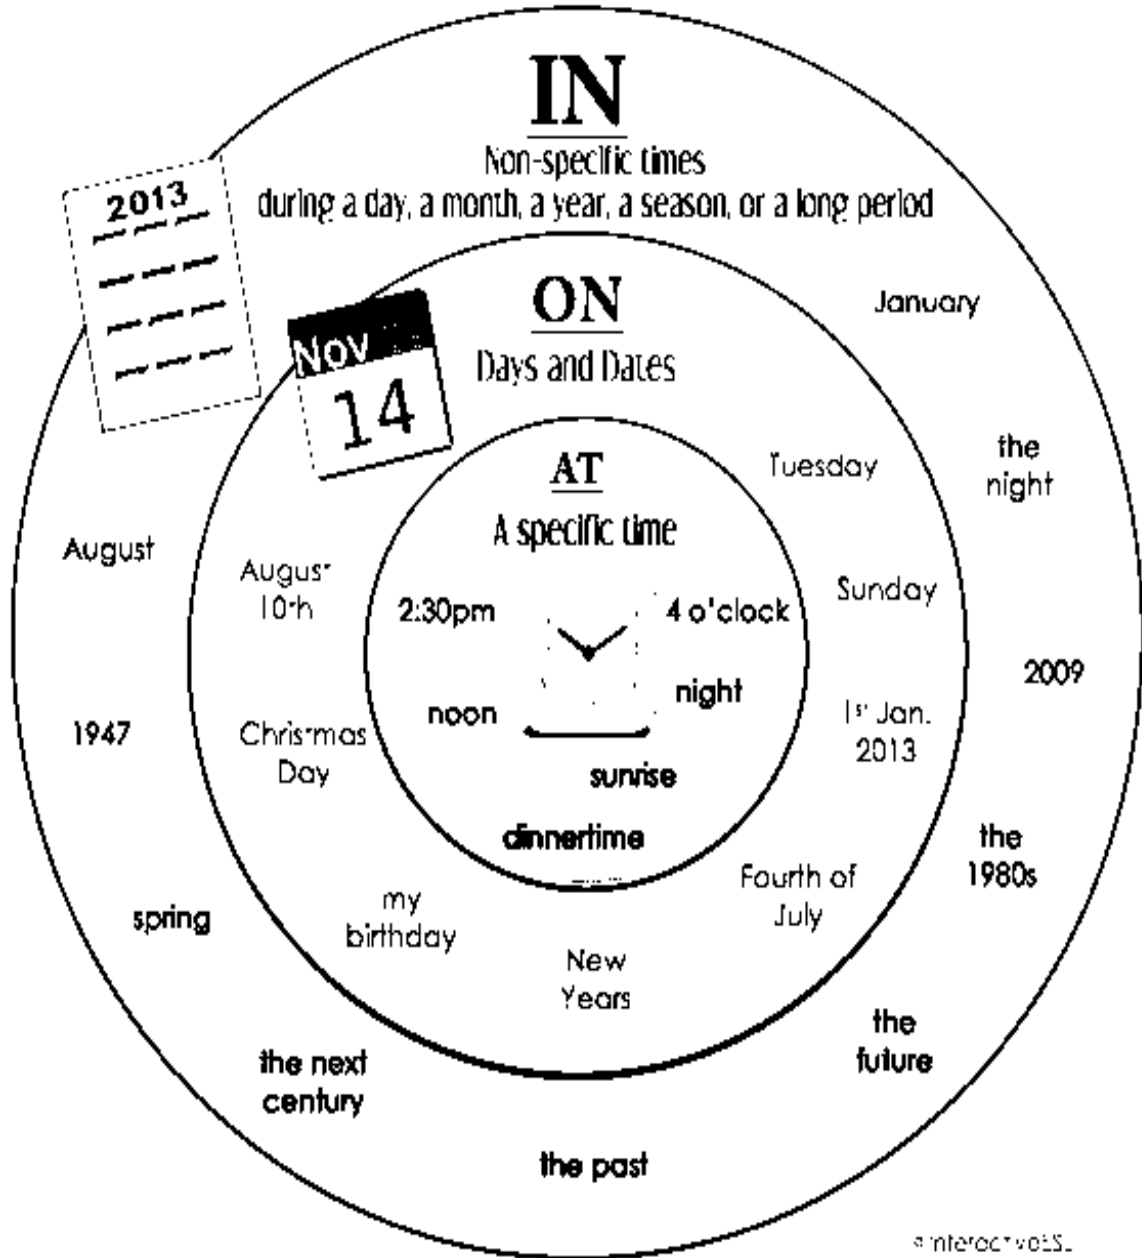 IN
Non-specific times
during a day, a month, a year, a season, or a long period
2013
ON
Days and Dates
Nov
14
January
the
night
AT
A specific time
Tuesday
August
August
10th
2:30pm
4 o'clock
Sunday
noon
night
2009
1947
Christmas
Day
1st Jan.
2013
sunrise
dinnertime
the
1980s
spring
my
birthday
Fourth of
July
New
Years
the
future
the next
century
the past